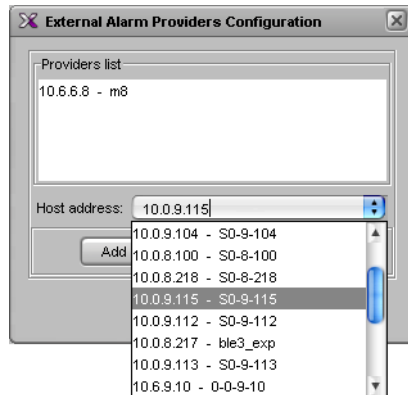 External Alarm Providers Configuration
Providers list
10.6.6.8 - m8
Host address: 10.0.9.115
Add
10.0.9.104 - S0-9-104
10.0.8.100 - S0-8-100
10.0.8.218 - S0-8-218
10.0.9.115 - S0-9-115
10.0.9.112 - S0-9-112
10.0.8.217 - ble3_exp
10.0.9.113 - S0-9-113
10.6.9.10 - 0-0-9-10